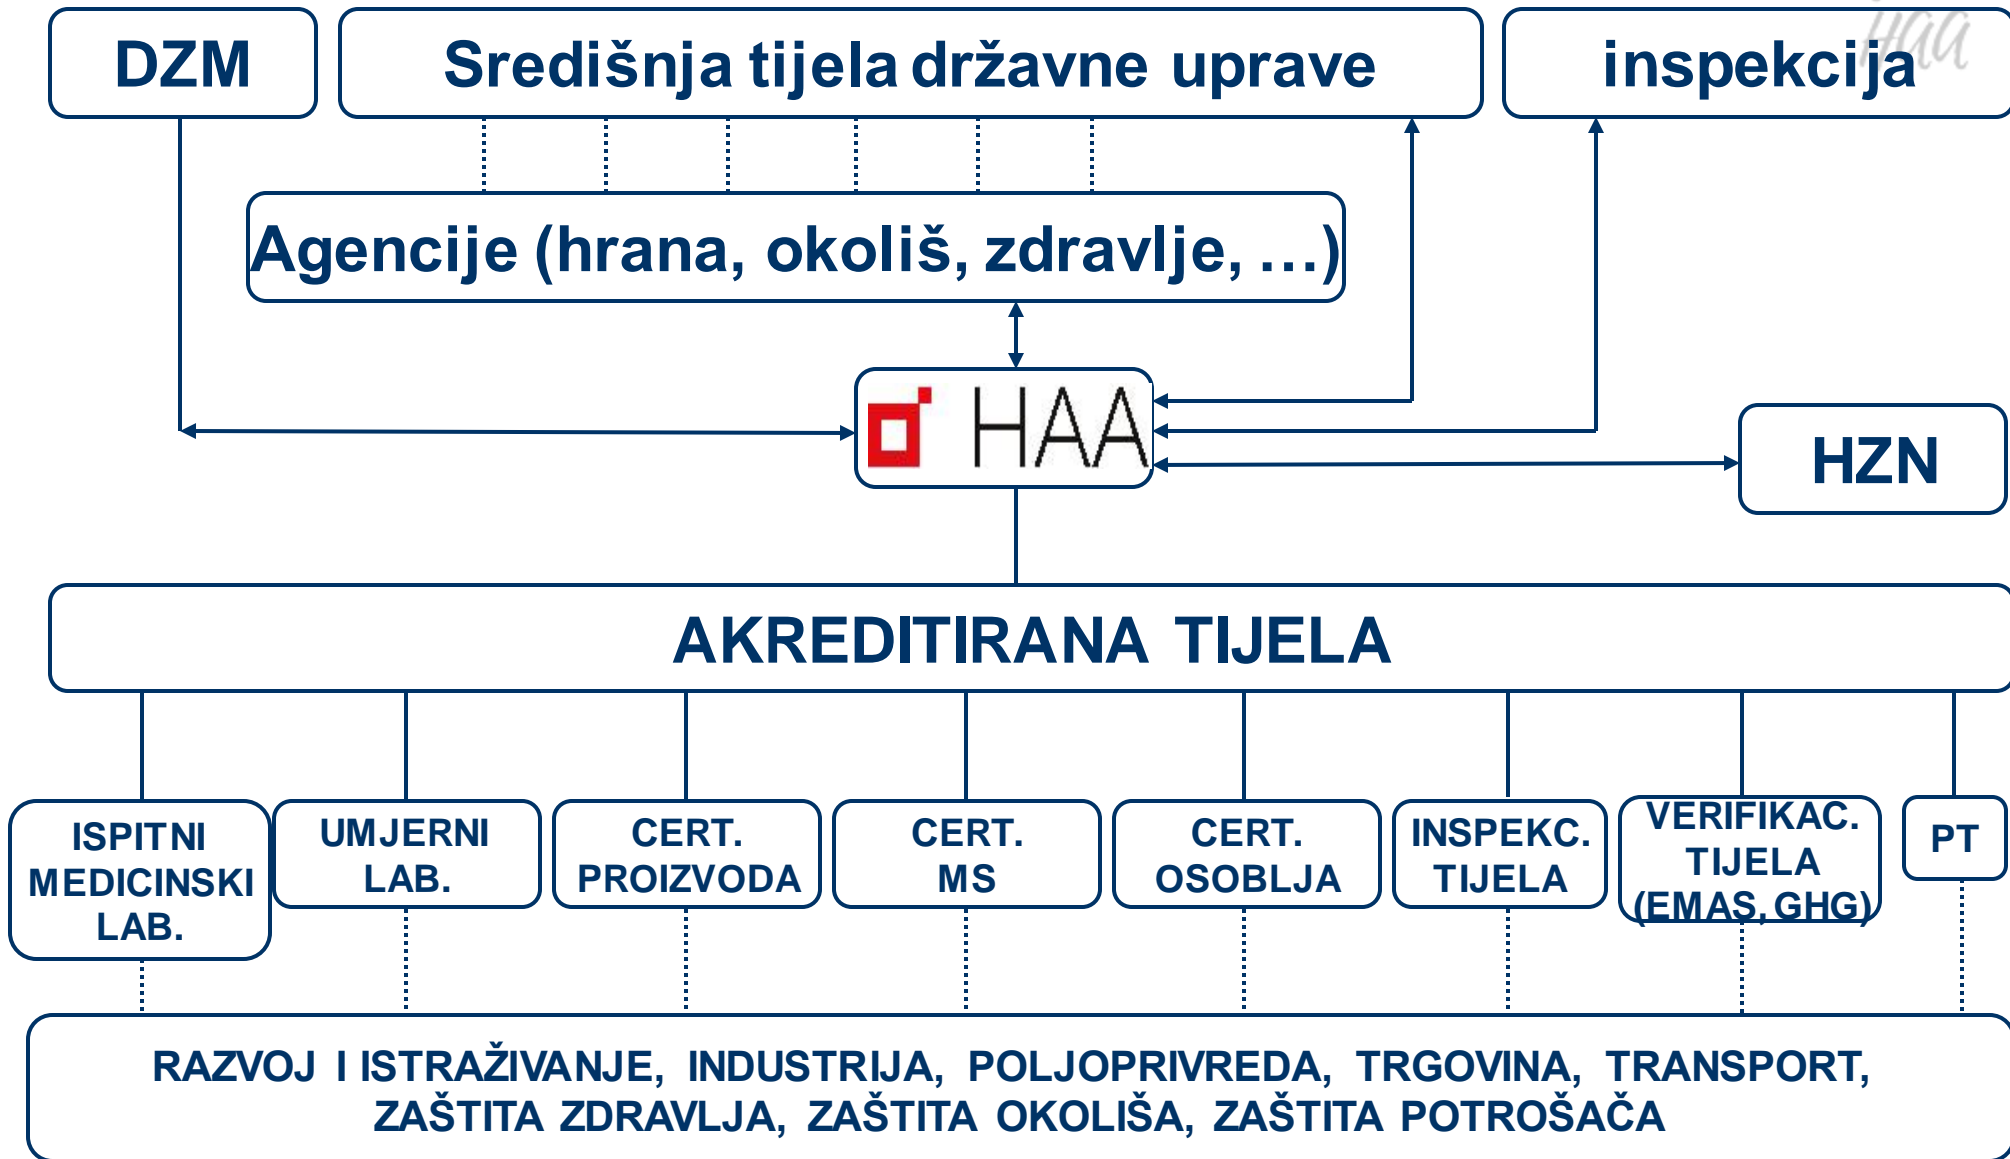 DZM
Središnja tijela državne uprave
inspekcija
HAA
Agencije (hrana, okoliš, zdravlje, …)
HAA
HZN
AKREDITIRANA TIJELA
ISPITNI
MEDICINSKI
LAB.
UMJERNI
LAB.
CERT.
PROIZVODA
CERT.
MS
CERT.
OSOBLJA
INSPEKC.
TIJELA
VERIFIKAC.
TIJELA
(EMAS, GHG)
PT
RAZVOJ I ISTRAŽIVANJE, INDUSTRIJA, POLJOPRIVREDA, TRGOVINA, TRANSPORT,
ZAŠTITA ZDRAVLJA, ZAŠTITA OKOLIŠA, ZAŠTITA POTROŠAČA